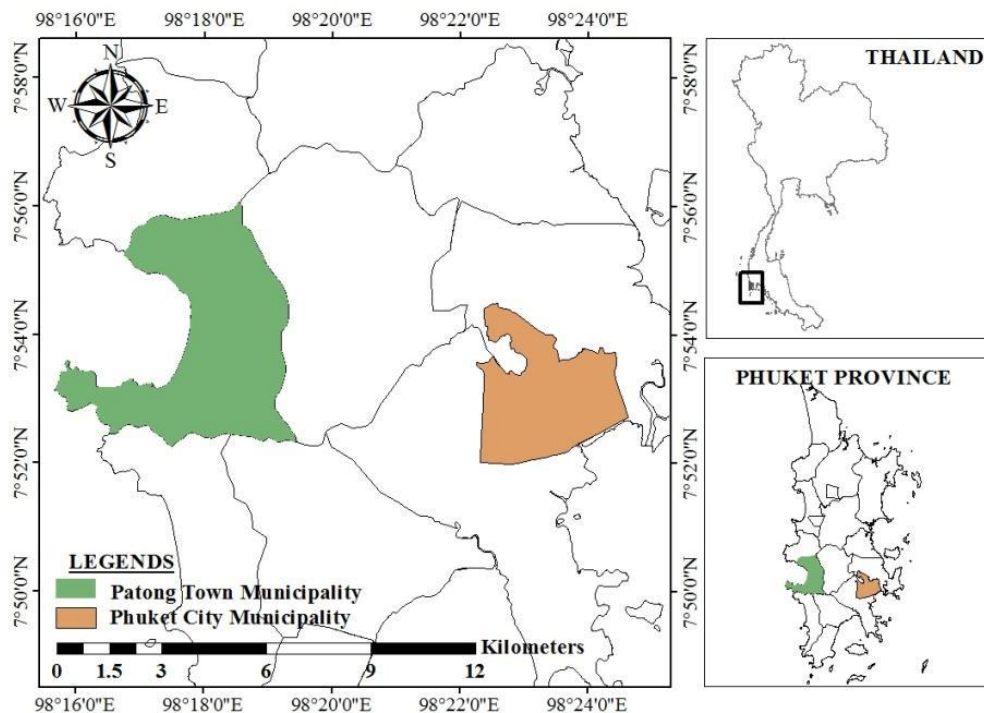 98°16'0"E 98°18'0"E 98°20'0"E 98°22'0"E 98°24'0"E
N
W E
S
7°58'0"N
7°56'0"N
7°54'0"N
7°52'0"N
7°50'0"N
7°58'0"N
7°56'0"N
7°54'0"N
7°52'0"N
7°50'0"N
LEGENDS
Patong Town Municipality
Phuket City Municipality
Kilometers
0 1.5 3 6 9 12
98°16'0"E 98°18'0"E 98°20'0"E 98°22'0"E 98°24'0"E
THAILAND
PHUKET PROVINCE